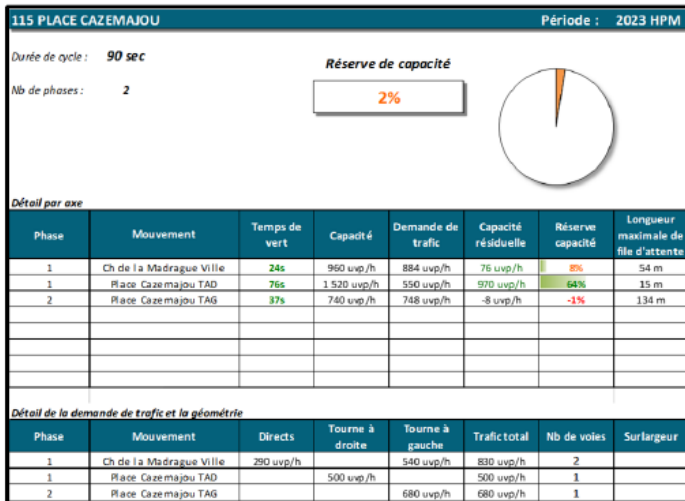 115 PLACE CAZEMAJOU Période : 2023 HPM
Durée de cycle : 90 sec
Réserve de capacité
Nb de phases : 2
2%
Détail par axe
Phase Mouvement Temps de vert Capacité Demande de trafic Capacité résiduelle Réserve capacité Longueur maximale de file d'attente
1 Ch de la Madrague Ville 24s 960 uvp/h 884 uvp/h 76 uvp/h 8% 54 m
1 Place Cazemajou TAD 76s 1 520 uvp/h 550 uvp/h 970 uvp/h 64% 15 m
2 Place Cazemajou TAG 37s 740 uvp/h 748 uvp/h -8 uvp/h -1% 134 m
Détail de la demande de trafic et la géométrie
Phase Mouvement Directs Tourne à droite Tourne à gauche Trafic total Nb de voies Surlargeur
1 Ch de la Madrague Ville 290 uvp/h 540 uvp/h 830 uvp/h 2
1 Place Cazemajou TAD 500 uvp/h 500 uvp/h 1
2 Place Cazemajou TAG 680 uvp/h 680 uvp/h 1